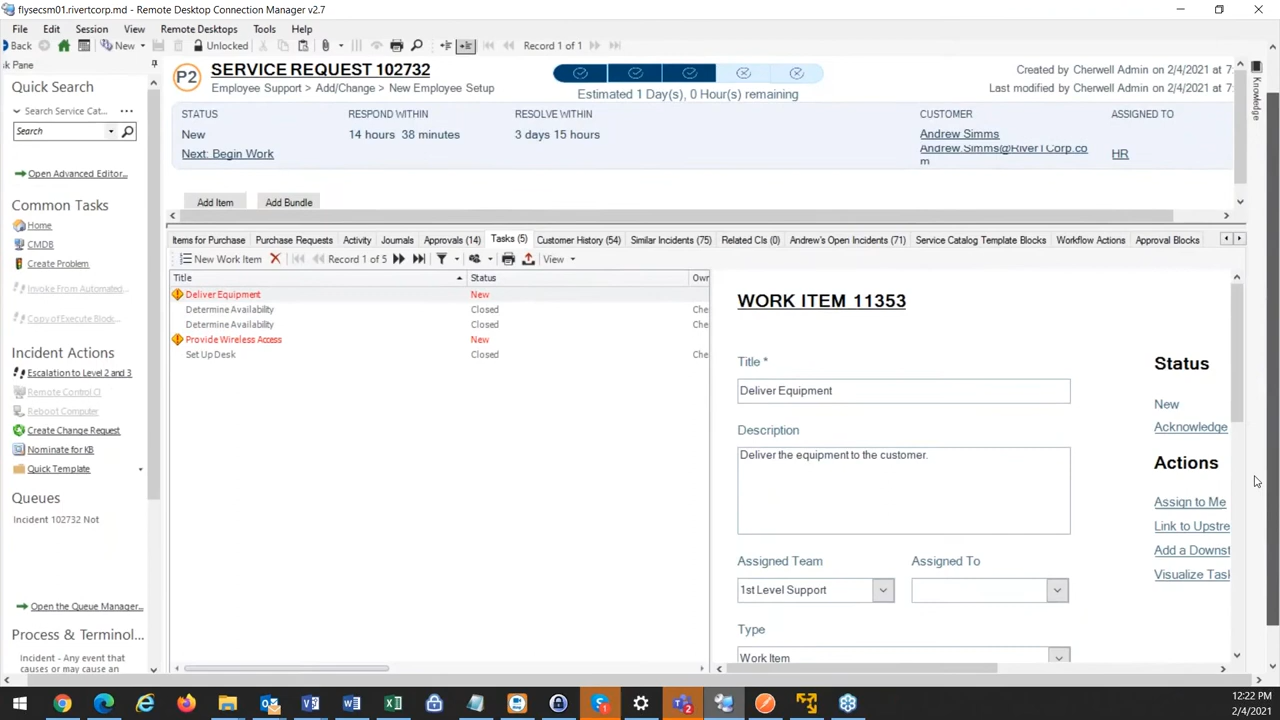 flysecsm01.rivertcorp.md - Remote Desktop Connection Manager v2.7
File Edit Session View Remote Desktops Tools Help
Back New Unlocked Record 1 of 1
Quick Search
Search Service Cat... ...
Search
Open Advanced Editor...
Common Tasks
Home
CMDB
Create Problem
Invoke From Automated...
Copy of Execute Block...
Incident Actions
Escalation to Level 2 and 3
Remote Control CI
Reboot Computer
Create Change Request
Nominate for KB
Quick Template
Queues
Incident 102732 Not
Open the Queue Manager...
Process & Terminol...
Incident - Any event that
causes or may cause an
P2
SERVICE REQUEST 102732
Employee Support > Add/Change > New Employee Setup
Estimated 1 Day(s), 0 Hour(s) remaining
Created by Cherwell Admin on 2/4/2021 at 7:
Last modified by Cherwell Admin on 2/4/2021 at 7:
Knowledge
STATUS RESPOND WITHIN RESOLVE WITHIN CUSTOMER ASSIGNED TO
New 14 hours 38 minutes 3 days 15 hours Andrew Simms
Next: Begin Work Andrew.Simms@RiverTCorp.co HR
m
Add Item Add Bundle
Items for Purchase Purchase Requests Activity Journals Approvals (14) Tasks (5) Customer History (54) Similar Incidents (75) Related CIs (0) Andrew's Open Incidents (71) Service Catalog Template Blocks Workflow Actions Approval Blocks
New Work Item Record 1 of 5 View
Title Status Owr
Deliver Equipment New
Determine Availability Closed Che
Determine Availability Closed Che
Provide Wireless Access New
Set Up Desk Closed Che
WORK ITEM 11353
Title *
Deliver Equipment
Description
Deliver the equipment to the customer.
Assigned Team Assigned To
1st Level Support
Type
Work Item
Status
New
Acknowledge
Actions
Assign to Me
Link to Upstre
Add a Downst
Visualize Tas
12:22 PM
2/4/2021